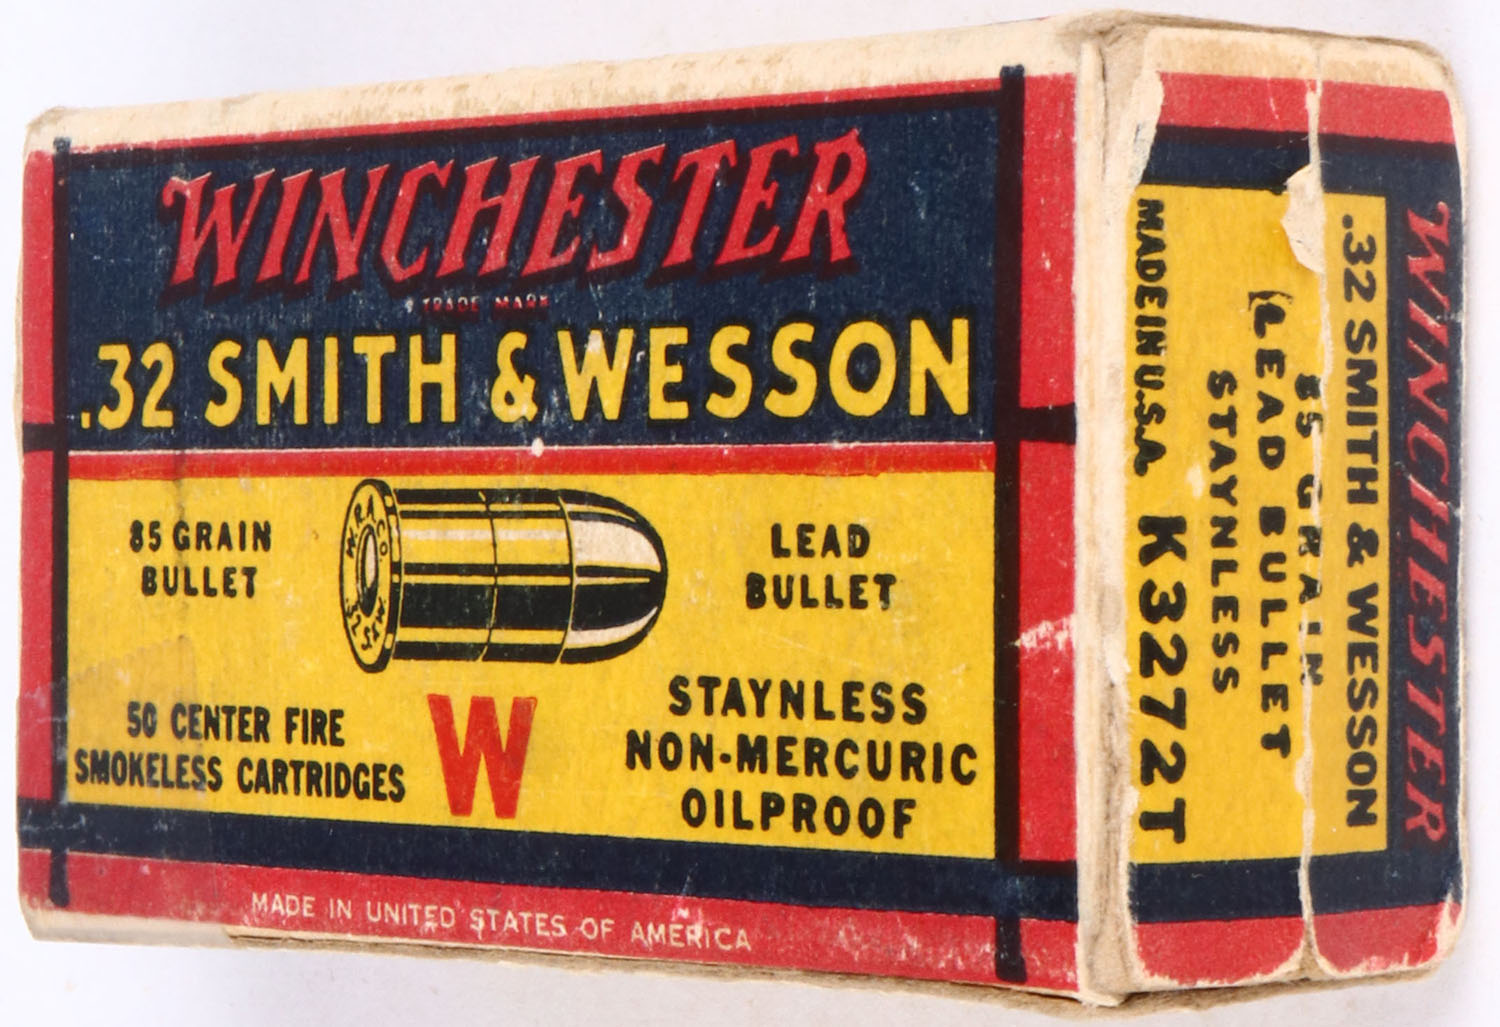 WINCHESTER
TRADE MARK
.32 SMITH & WESSON
85 GRAIN
BULLET
W.R.A. CO.
.32 S&W
LEAD
BULLET
50 CENTER FIRE
SMOKELESS CARTRIDGES
W
STAYNLESS
NON-MERCURIC
OILPROOF
MADE IN UNITED STATES OF AMERICA
WINCHESTER
.32 SMITH & WESSON
85 GRAIN
(LEAD BULLET
STAYNLESS
MADE IN U.S.A. K3272T